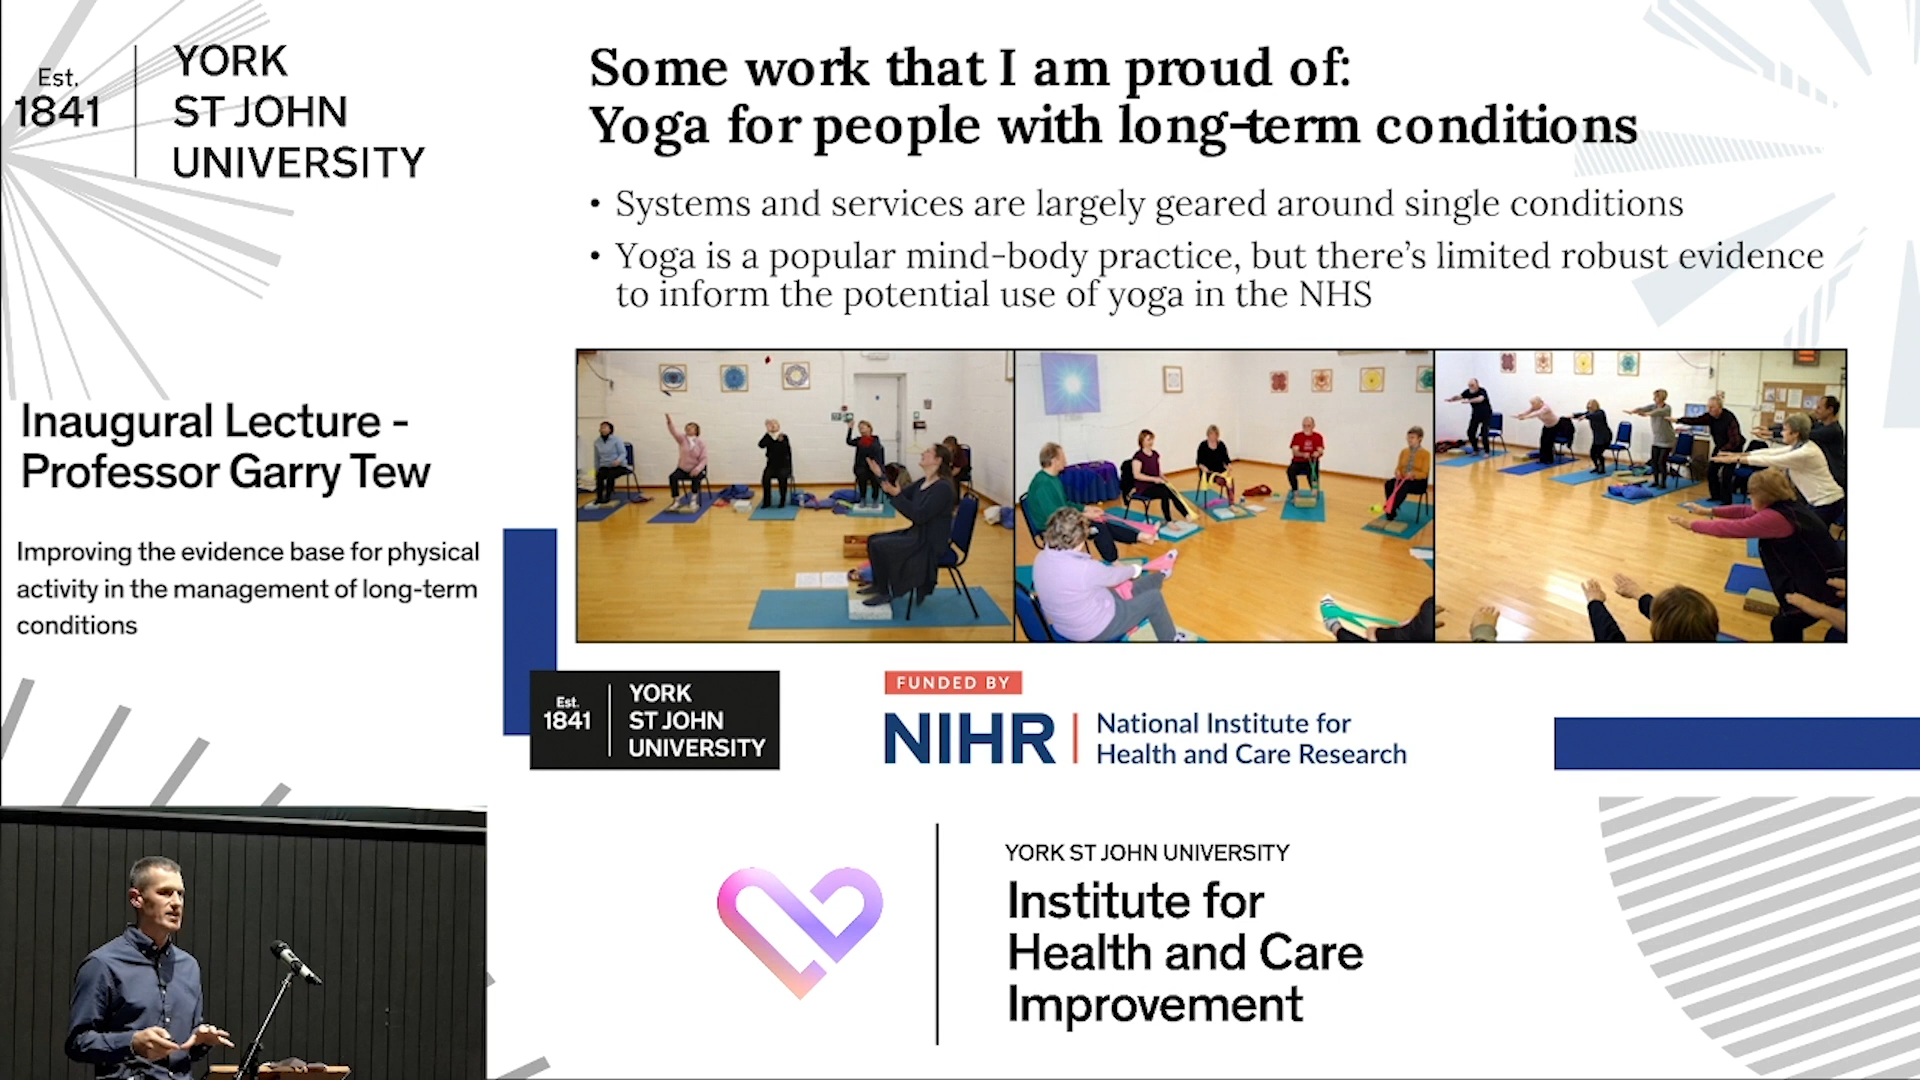 Est.
1841
YORK
ST JOHN
UNIVERSITY
Inaugural Lecture -
Professor Garry Tew
Improving the evidence base for physical
activity in the management of long-term
conditions
Some work that I am proud of:
Yoga for people with long-term conditions
• Systems and services are largely geared around single conditions
• Yoga is a popular mind-body practice, but there's limited robust evidence
to inform the potential use of yoga in the NHS
Est.
1841
YORK
ST JOHN
UNIVERSITY
FUNDED BY
NIHR
National Institute for
Health and Care Research
YORK ST JOHN UNIVERSITY
Institute for
Health and Care
Improvement